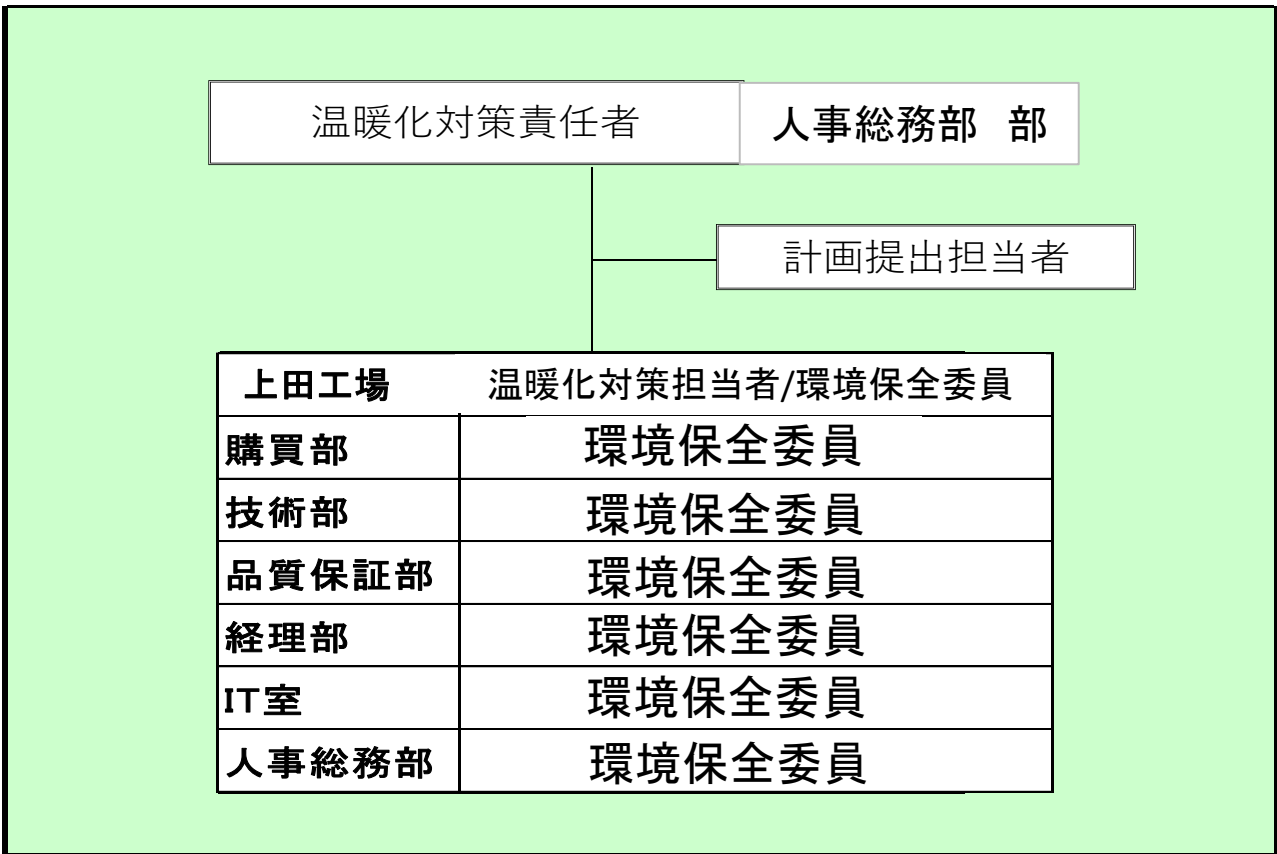 温暖化対策責任者 人事総務部 部
計画提出担当者
上田工場 温暖化対策担当者/環境保全委員
購買部 環境保全委員
技術部 環境保全委員
品質保証部 環境保全委員
経理部 環境保全委員
IT室 環境保全委員
人事総務部 環境保全委員